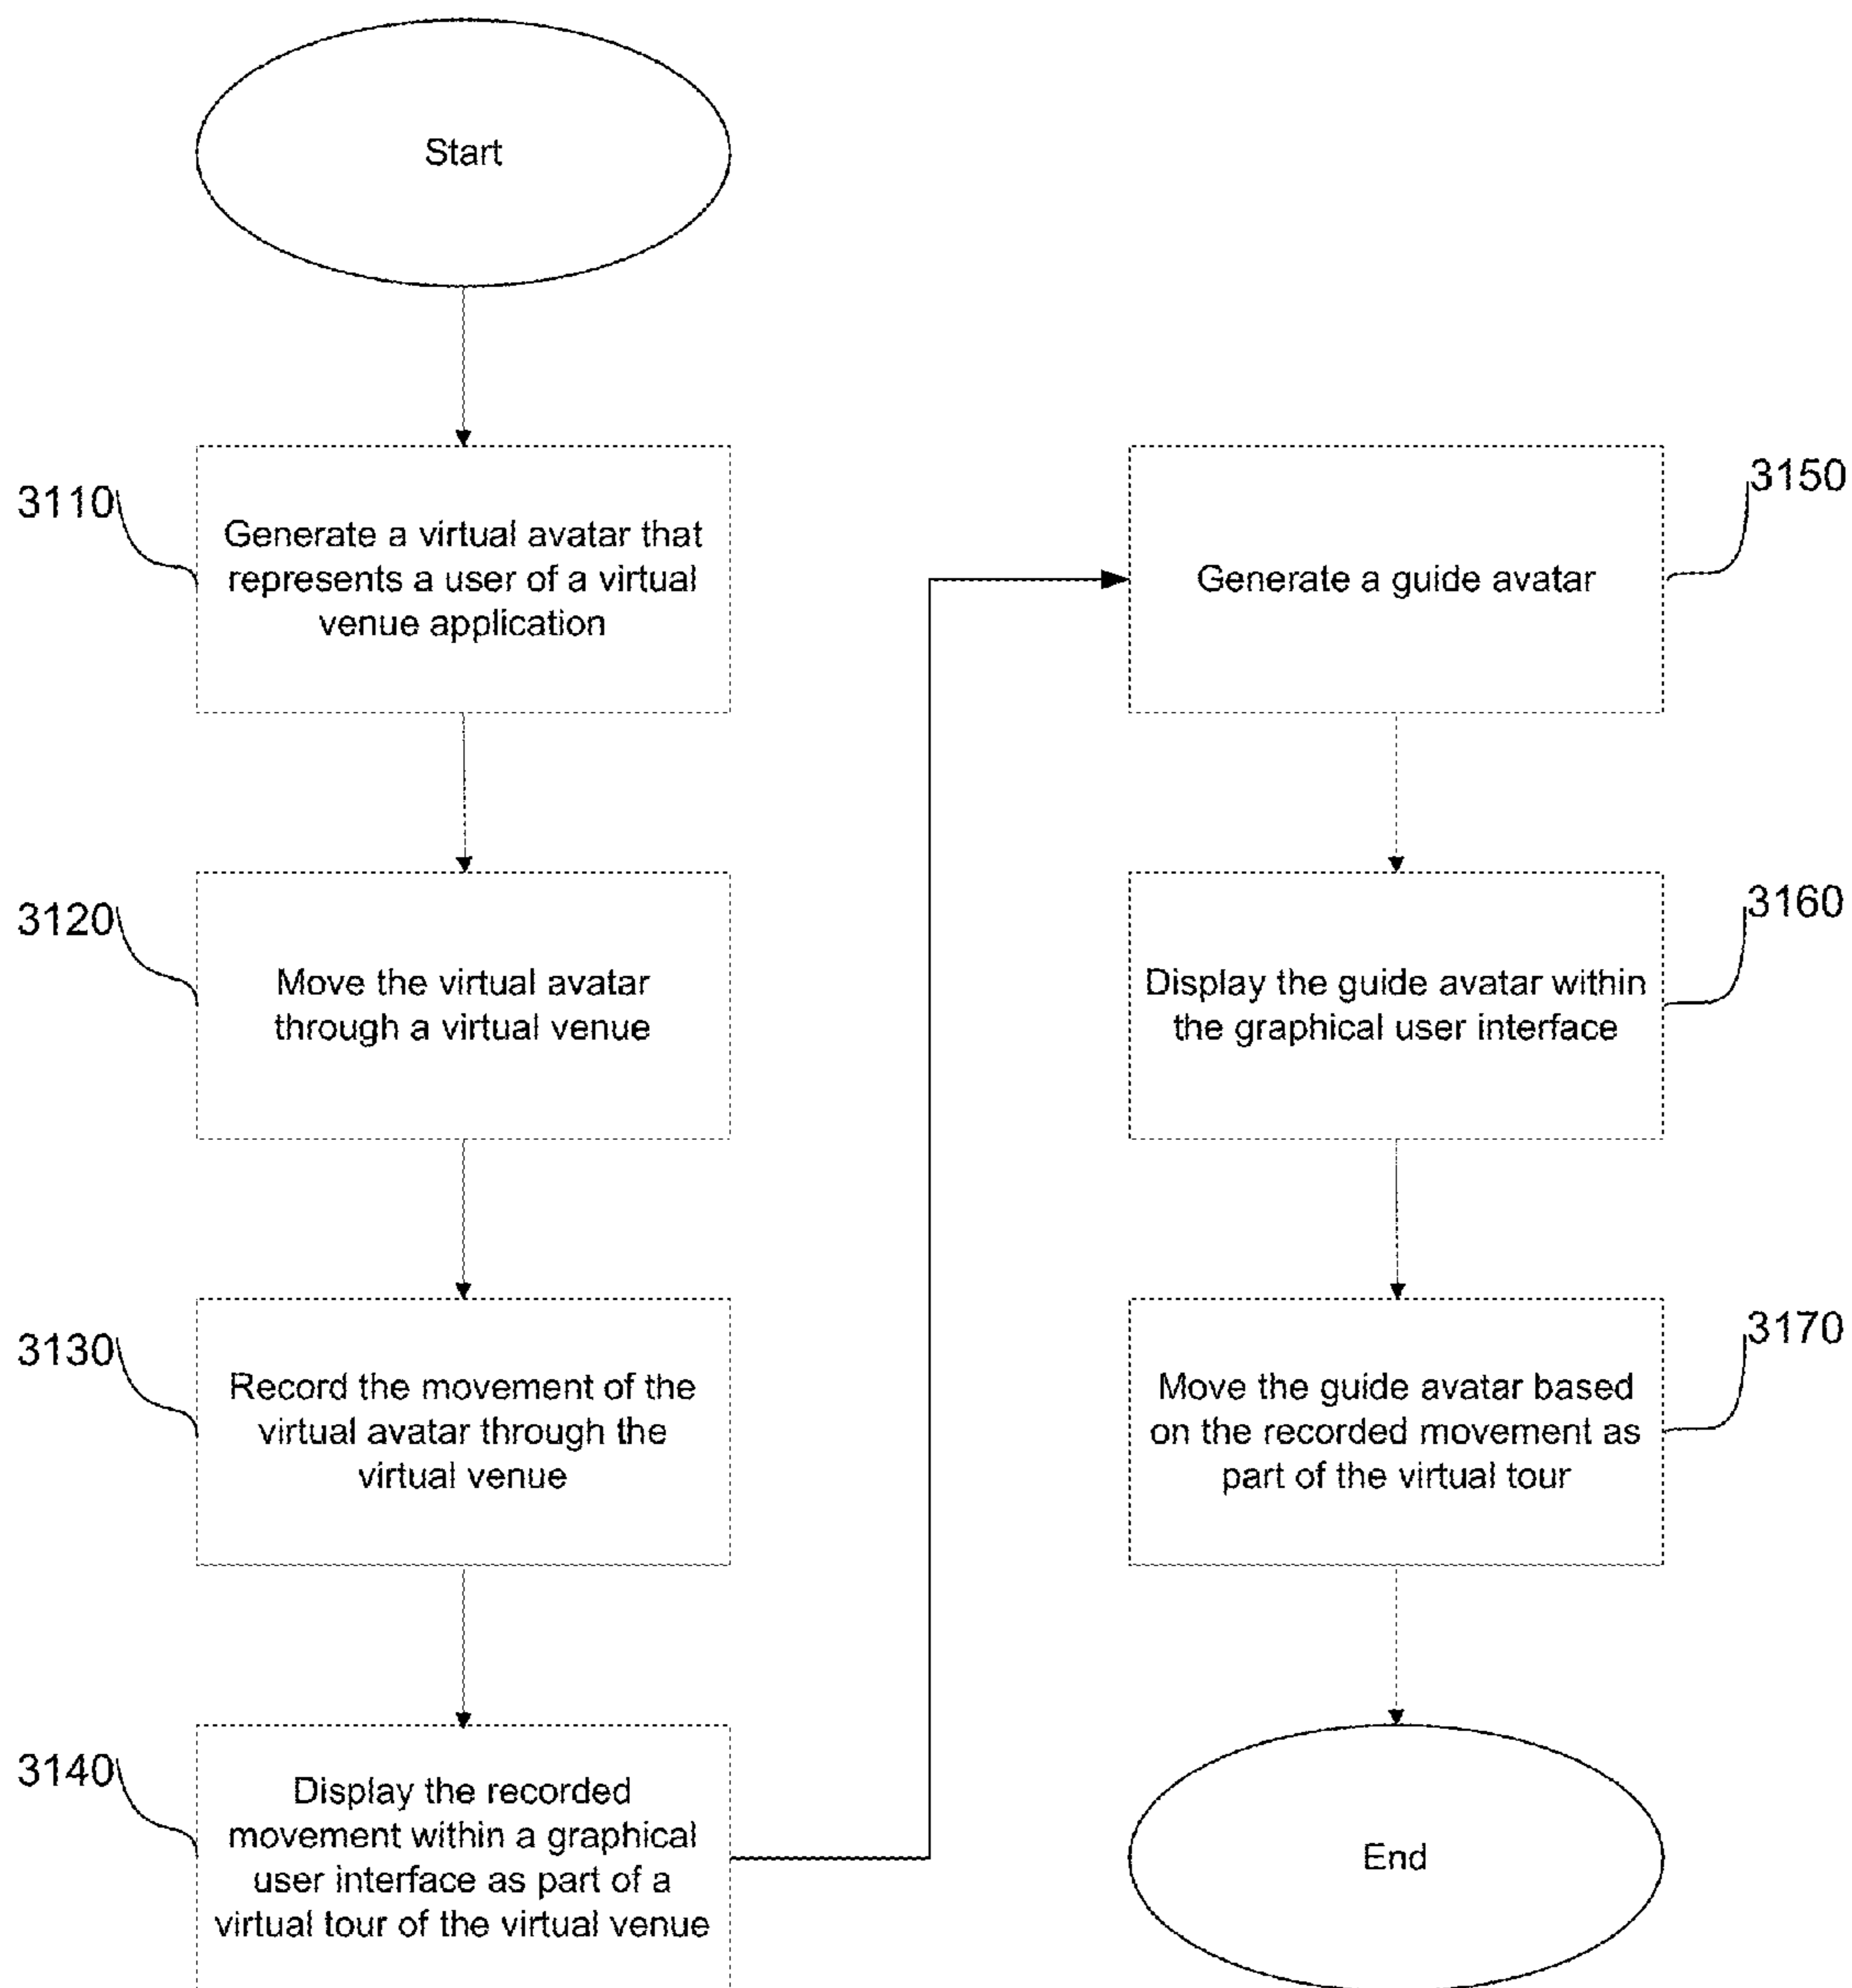 Start
3110
Generate a virtual avatar that
represents a user of a virtual
venue application
3120
Move the virtual avatar
through a virtual venue
3130
Record the movement of the
virtual avatar through the
virtual venue
3140
Display the recorded
movement within a graphical
user interface as part of a
virtual tour of the virtual venue
3150
Generate a guide avatar
3160
Display the guide avatar within
the graphical user interface
3170
Move the guide avatar based
on the recorded movement as
part of the virtual tour
End